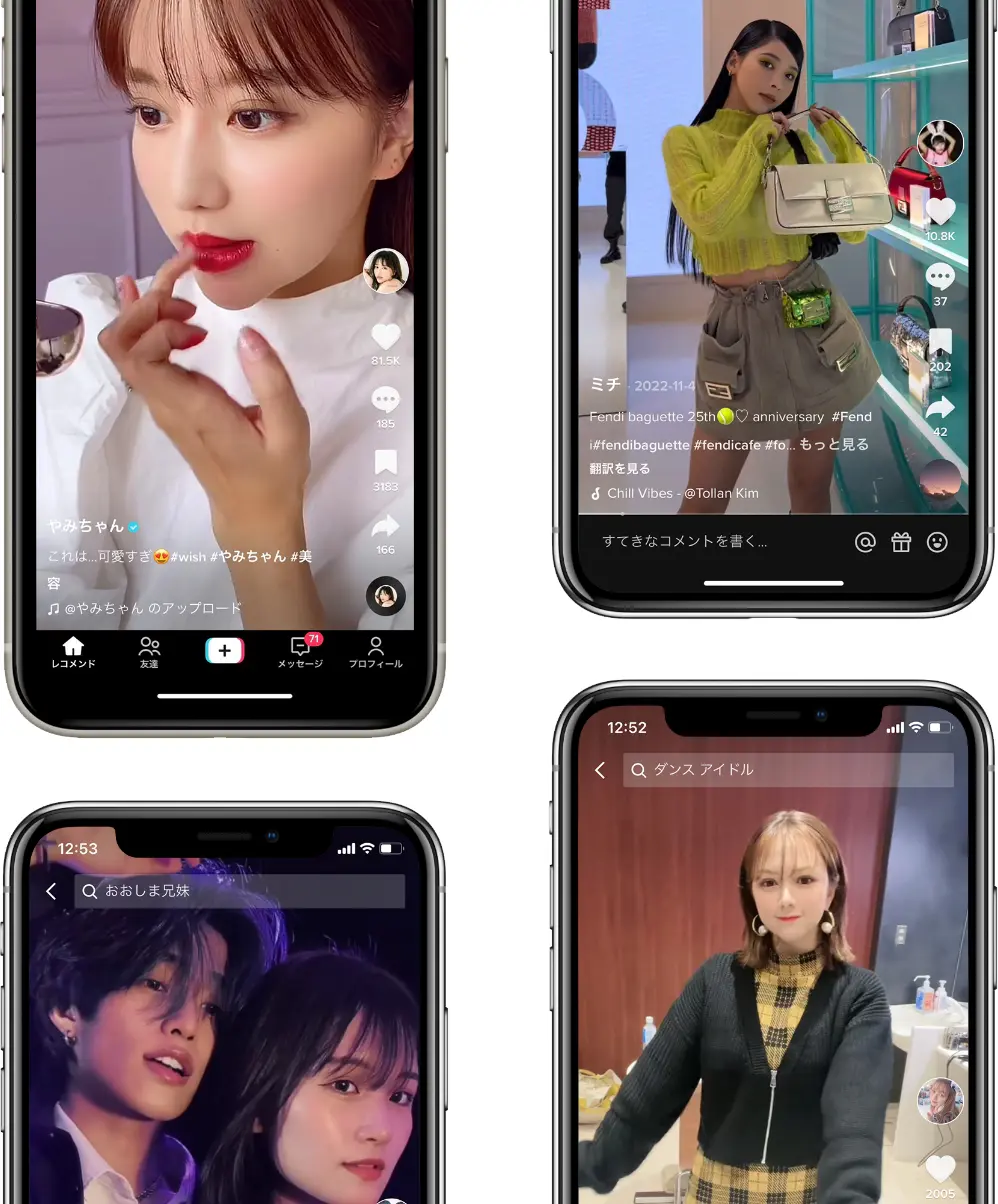 81.5K
185
3183
166
やみちゃん
これは...可愛すぎ😍#wish #やみちゃん #美
容
@やみちゃん のアップロード
レコメンド
友達
71
メッセージ
プロフィール
10.8K
37
202
42
ミチ · 2022-11-4
Fendi baguette 25th🎾♡ anniversary #Fend
i#fendibaguette #fendicafe #fo... もっと見る
翻訳を見る
Chill Vibes - @Tollan Kim
すてきなコメントを書く...
12:53
おおしま兄妹
12:52
ダンス アイドル
2005